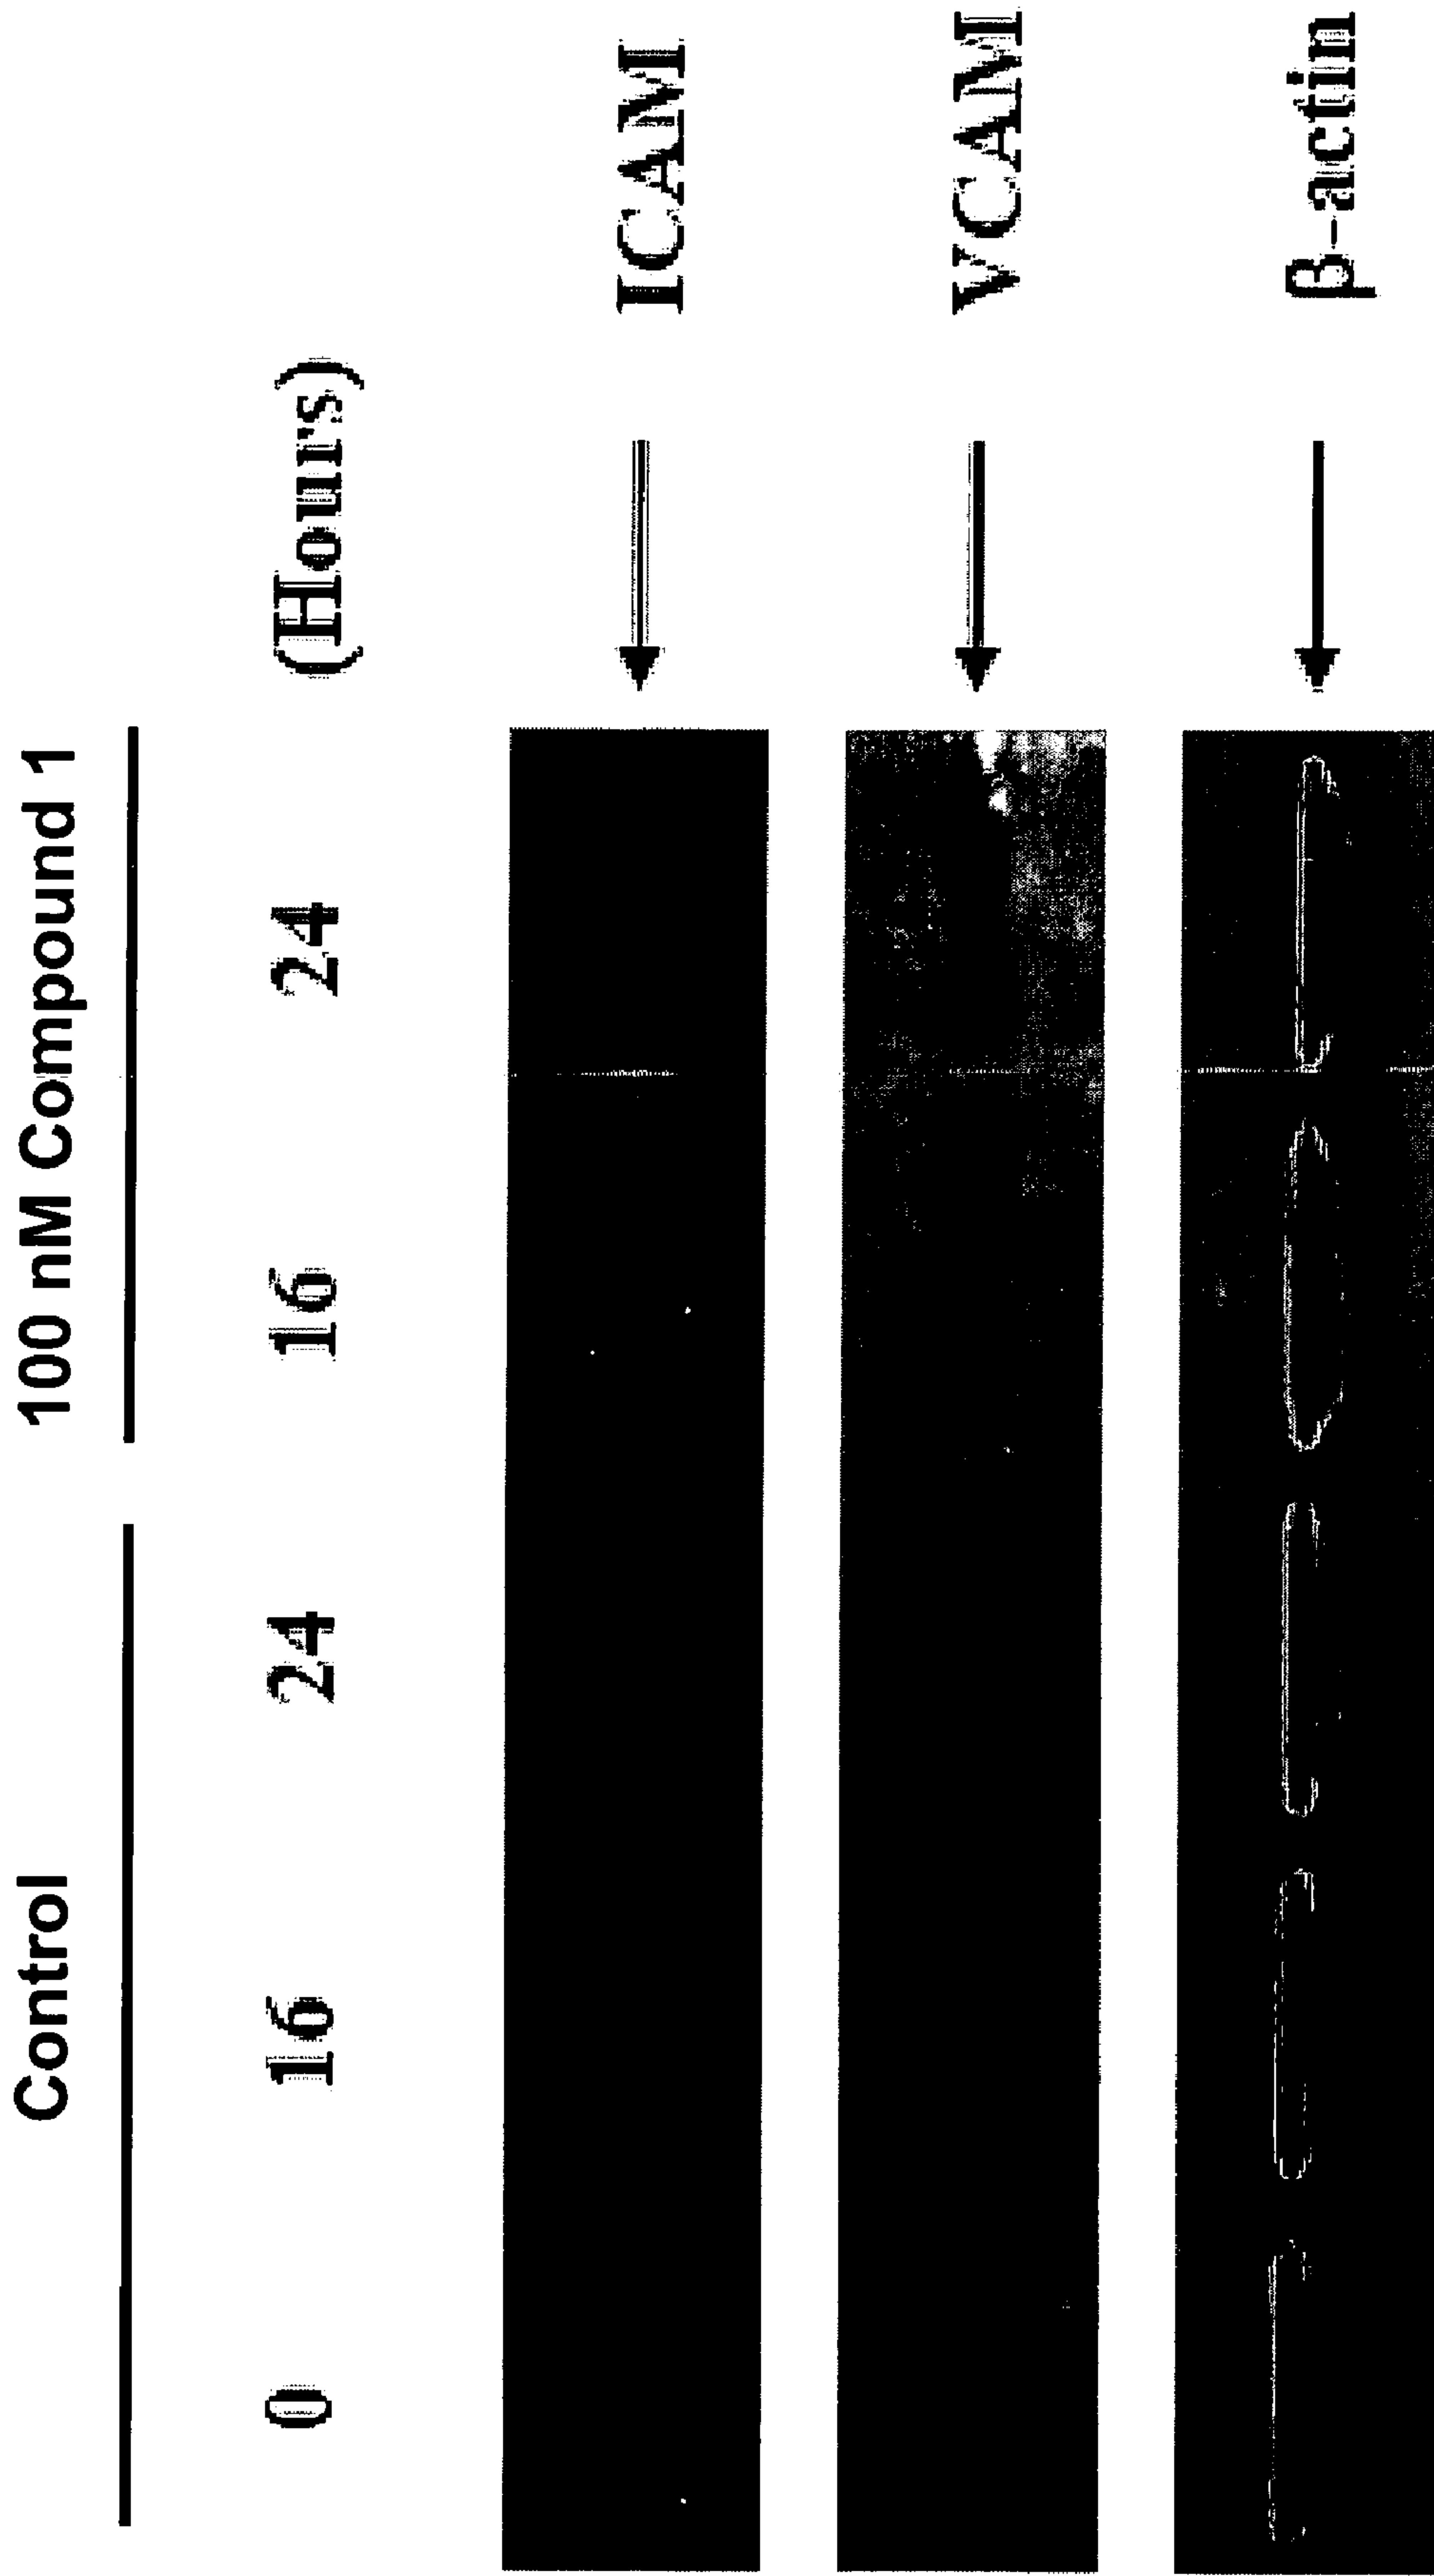 Control 100 nM Compound 1
0 16 24 16 24 (Hours)
ICAM
VCAM
β-actin